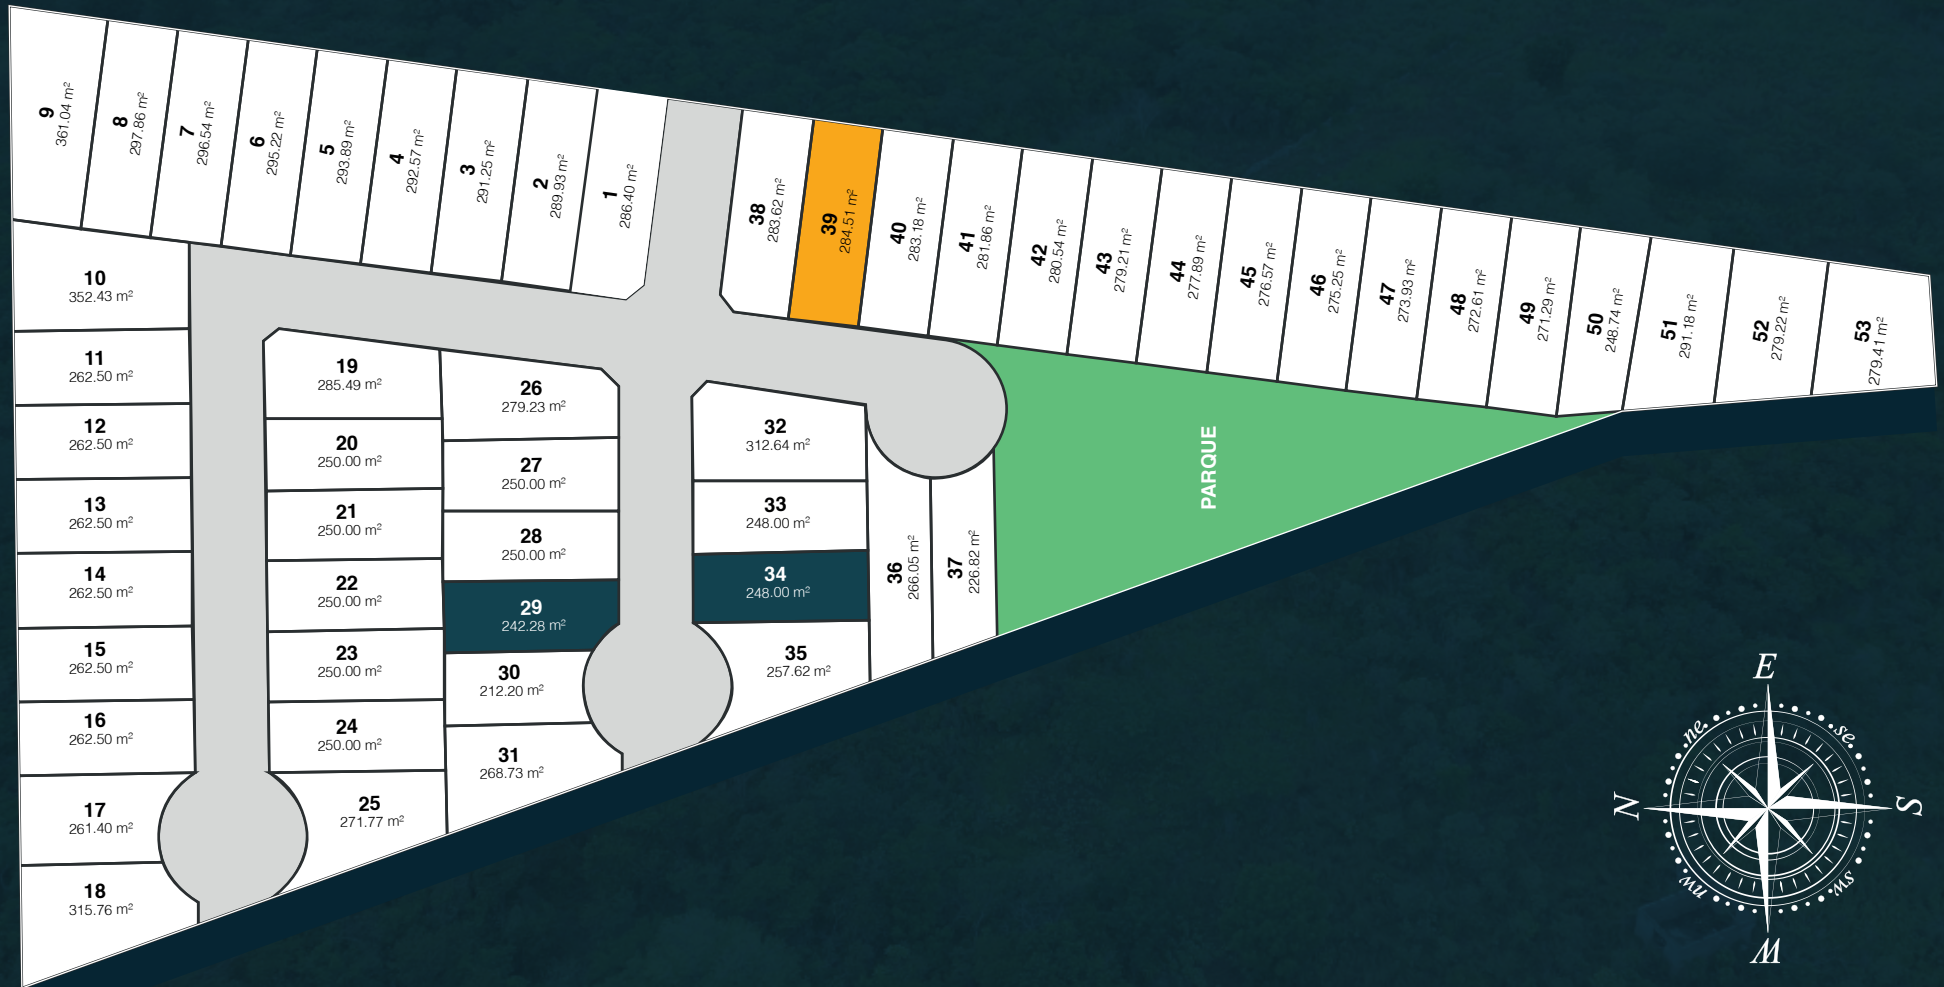 9
361.04 m²
8
297.86 m²
7
296.54 m²
6
295.22 m²
5
293.89 m²
4
292.57 m²
3
291.25 m²
2
289.93 m²
1
286.40 m²
38
283.62 m²
39
284.51 m²
40
283.18 m²
41
281.86 m²
42
280.54 m²
43
279.21 m²
44
277.89 m²
45
276.57 m²
46
275.25 m²
47
273.93 m²
48
272.61 m²
49
271.29 m²
50
248.74 m²
51
291.18 m²
52
279.22 m²
53
279.41 m²
10
352.43 m²
11
262.50 m²
12
262.50 m²
13
262.50 m²
14
262.50 m²
15
262.50 m²
16
262.50 m²
17
261.40 m²
18
315.76 m²
19
285.49 m²
20
250.00 m²
21
250.00 m²
22
250.00 m²
23
250.00 m²
24
250.00 m²
25
271.77 m²
26
279.23 m²
27
250.00 m²
28
250.00 m²
29
242.28 m²
30
212.20 m²
31
268.73 m²
32
312.64 m²
33
248.00 m²
34
248.00 m²
35
257.62 m²
36
266.05 m²
37
226.82 m²
PARQUE
E
ne
se
N
S
nw
sw
W